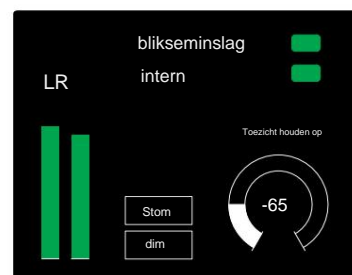 blikseminslag
intern
LR
Toezicht houden op
-65
Stom
dim